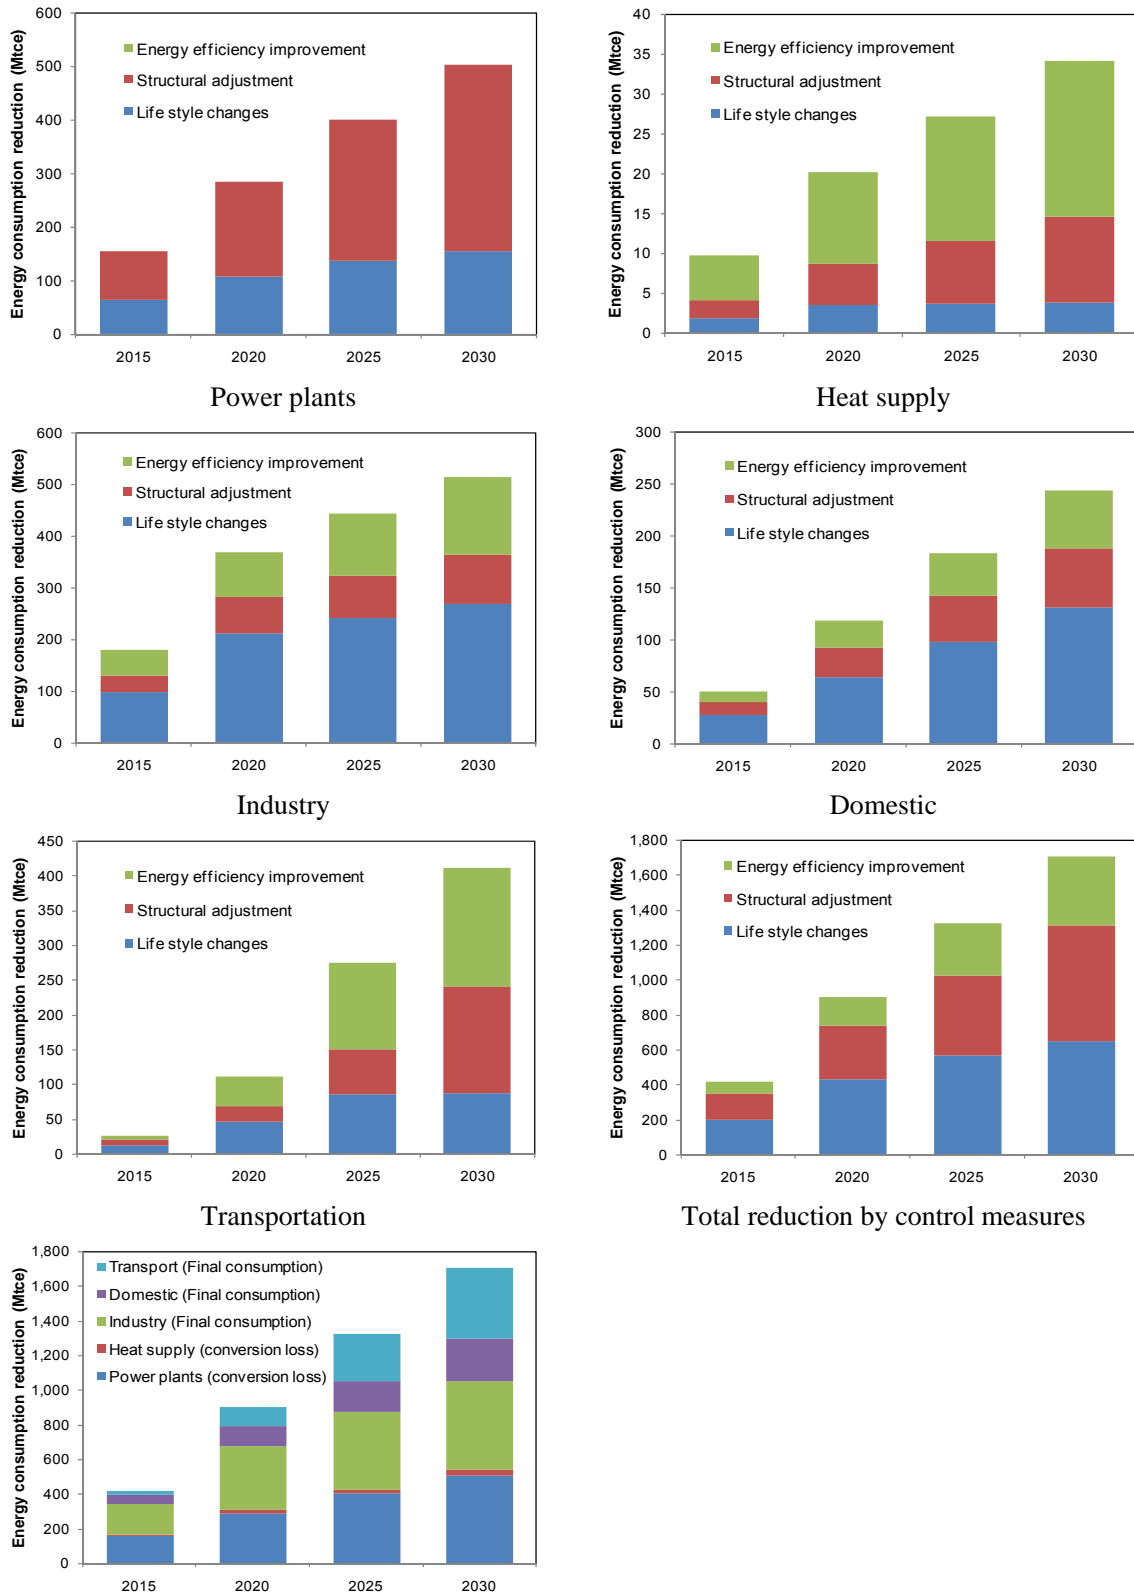 Energy consumption reduction (Mtce)
600
500
400
300
200
100
0
Energy efficiency improvement
Structural adjustment
Life style changes
2015 2020 2025 2030
Power plants
Energy consumption reduction (Mtce)
40
35
30
25
20
15
10
5
0
Energy efficiency improvement
Structural adjustment
Life style changes
2015 2020 2025 2030
Heat supply
Energy consumption reduction (Mtce)
600
500
400
300
200
100
0
Energy efficiency improvement
Structural adjustment
Life style changes
2015 2020 2025 2030
Industry
Energy consumption reduction (Mtce)
300
250
200
150
100
50
0
Energy efficiency improvement
Structural adjustment
Life style changes
2015 2020 2025 2030
Domestic
Energy consumption reduction (Mtce)
450
400
350
300
250
200
150
100
50
0
Energy efficiency improvement
Structural adjustment
Life style changes
2015 2020 2025 2030
Transportation
Energy consumption reduction (Mtce)
1,800
1,600
1,400
1,200
1,000
800
600
400
200
0
Energy efficiency improvement
Structural adjustment
Life style changes
2015 2020 2025 2030
Total reduction by control measures
Energy consumption reduction (Mtce)
1,800
1,600
1,400
1,200
1,000
800
600
400
200
0
Transport (Final consumption)
Domestic (Final consumption)
Industry (Final consumption)
Heat supply (conversion loss)
Power plants (conversion loss)
2015 2020 2025 2030